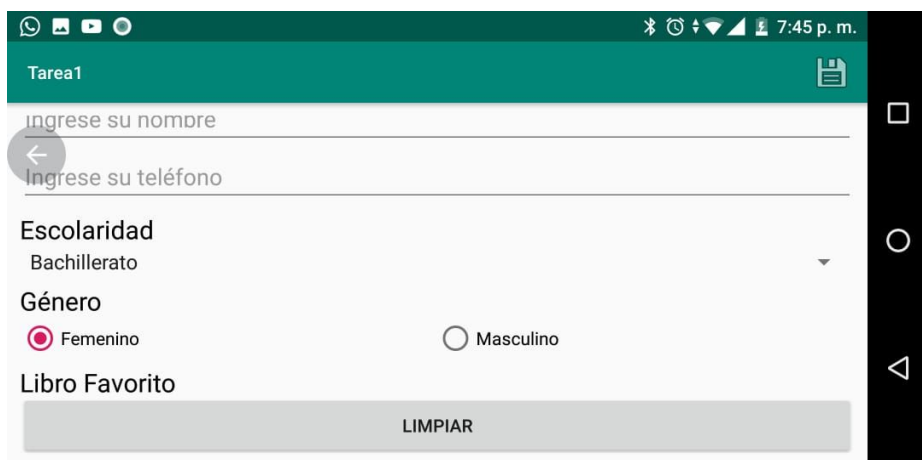 7:45 p. m.
Tarea1
Ingrese su nombre
Ingrese su teléfono
Escolaridad
Bachillerato
Género
Femenino Masculino
Libro Favorito
LIMPIAR